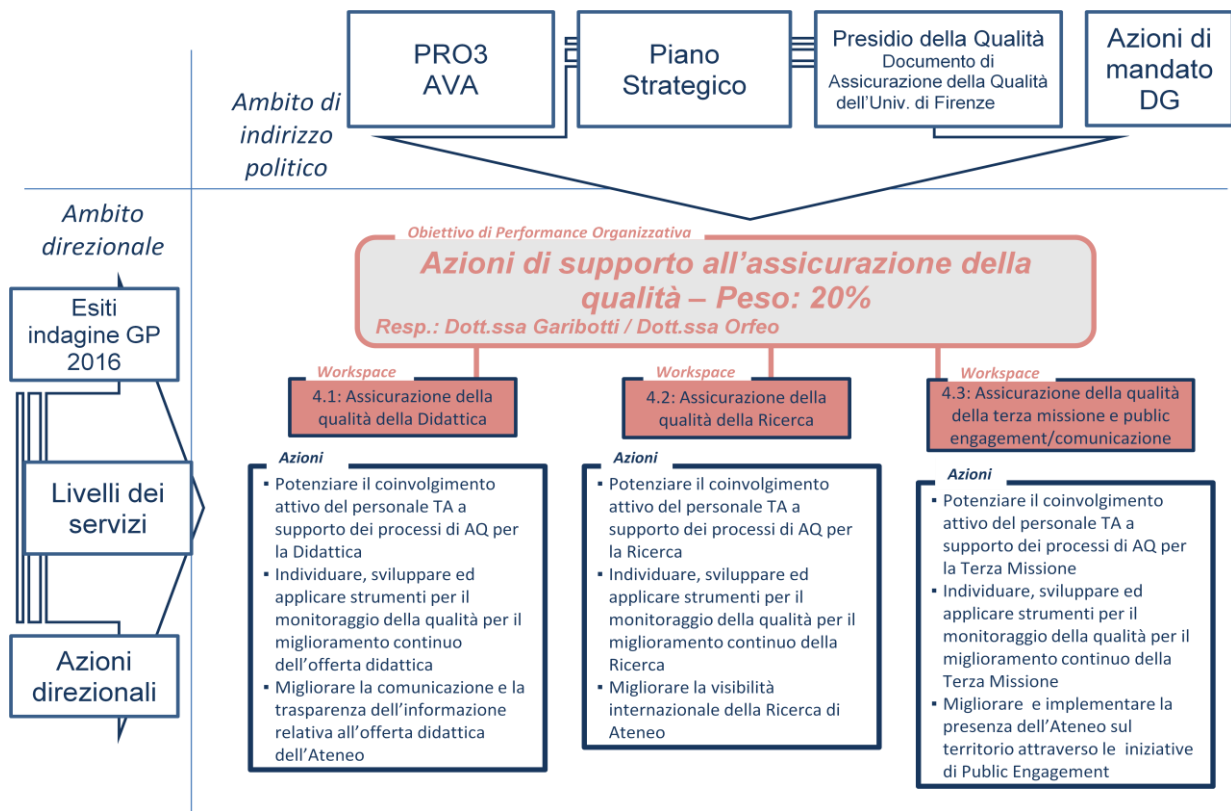 Ambito di
indirizzo
politico
PRO3
AVA
Piano
Strategico
Presidio della Qualità
Documento di
Assicurazione della Qualità
dell'Univ. di Firenze
Azioni di
mandato
DG
Ambito
direzionale
Esiti
indagine GP
2016
Livelli dei
servizi
Azioni
direzionali
Obiettivo di Performance Organizzativa
Azioni di supporto all'assicurazione della
qualità – Peso: 20%
Resp.: Dott.ssa Garibotti / Dott.ssa Orfeo
Workspace
4.1: Assicurazione della
qualità della Didattica
Azioni
▪ Potenziare il coinvolgimento
attivo del personale TA a
supporto dei processi di AQ per
la Didattica
▪ Individuare, sviluppare ed
applicare strumenti per il
monitoraggio della qualità per il
miglioramento continuo
dell'offerta didattica
▪ Migliorare la comunicazione e la
trasparenza dell'informazione
relativa all'offerta didattica
dell'Ateneo
Workspace
4.2: Assicurazione della
qualità della Ricerca
Azioni
▪ Potenziare il coinvolgimento
attivo del personale TA a
supporto dei processi di AQ per
la Ricerca
▪ Individuare, sviluppare ed
applicare strumenti per il
monitoraggio della qualità per il
miglioramento continuo della
Ricerca
▪ Migliorare la visibilità
internazionale della Ricerca di
Ateneo
Workspace
4.3: Assicurazione della qualità
della terza missione e public
engagement/comunicazione
Azioni
▪ Potenziare il coinvolgimento
attivo del personale TA a
supporto dei processi di AQ per
la Terza Missione
▪ Individuare, sviluppare ed
applicare strumenti per il
monitoraggio della qualità per il
miglioramento continuo della
Terza Missione
▪ Migliorare e implementare la
presenza dell'Ateneo sul
territorio attraverso le iniziative
di Public Engagement